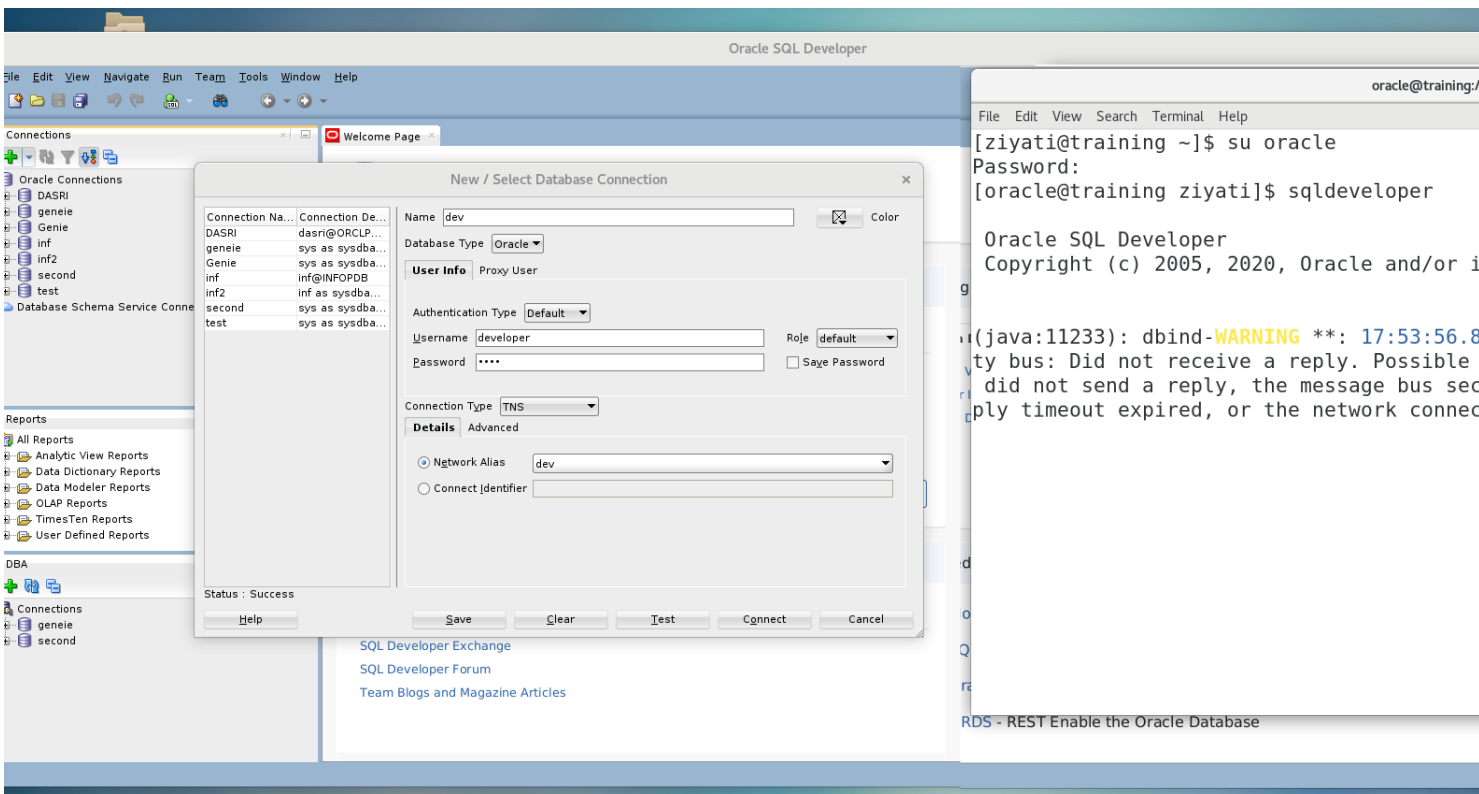 Oracle SQL Developer
File Edit View Navigate Run Team Tools Window Help
Connections
Oracle Connections
DASRI
geneie
Genie
inf
inf2
second
test
Database Schema Service Conne
Reports
All Reports
Analytic View Reports
Data Dictionary Reports
Data Modeler Reports
OLAP Reports
TimesTen Reports
User Defined Reports
DBA
Connections
geneie
second
Welcome Page
New / Select Database Connection
Connection Na... Connection De...
DASRI dasri@ORCLP...
geneie sys as sysdba...
Genie sys as sysdba...
inf inf@INFOPDB
inf2 inf as sysdba...
second sys as sysdba...
test sys as sysdba...
Name dev Color
Database Type Oracle
User Info Proxy User
Authentication Type Default
Username developer Role default
Password •••• Save Password
Connection Type TNS
Details Advanced
Network Alias dev
Connect Identifier
Status : Success
Help Save Clear Test Connect Cancel
SQL Developer Exchange
SQL Developer Forum
Team Blogs and Magazine Articles
oracle@training:/
File Edit View Search Terminal Help
[ziyati@training ~]$ su oracle
Password:
[oracle@training ziyati]$ sqldeveloper
Oracle SQL Developer
Copyright (c) 2005, 2020, Oracle and/or i
(java:11233): dbind-WARNING **: 17:53:56.8
ty bus: Did not receive a reply. Possible
did not send a reply, the message bus sec
ply timeout expired, or the network connec
RDS - REST Enable the Oracle Database